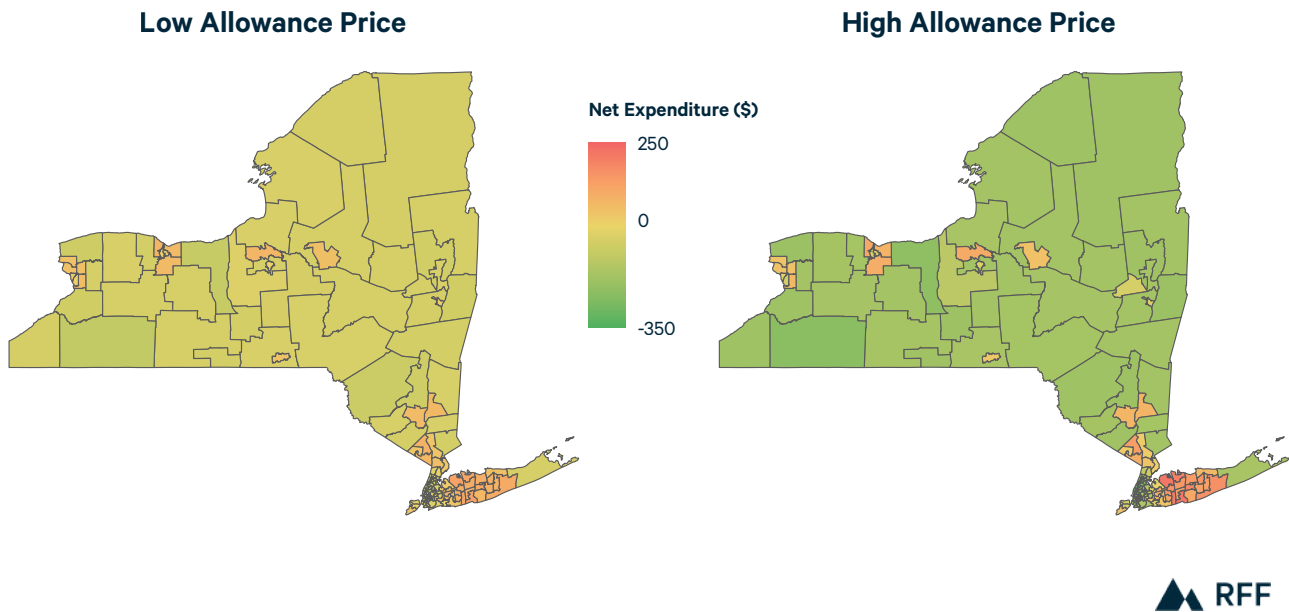 Low Allowance Price
High Allowance Price
Net Expenditure ($)
250
0
-350
RFF